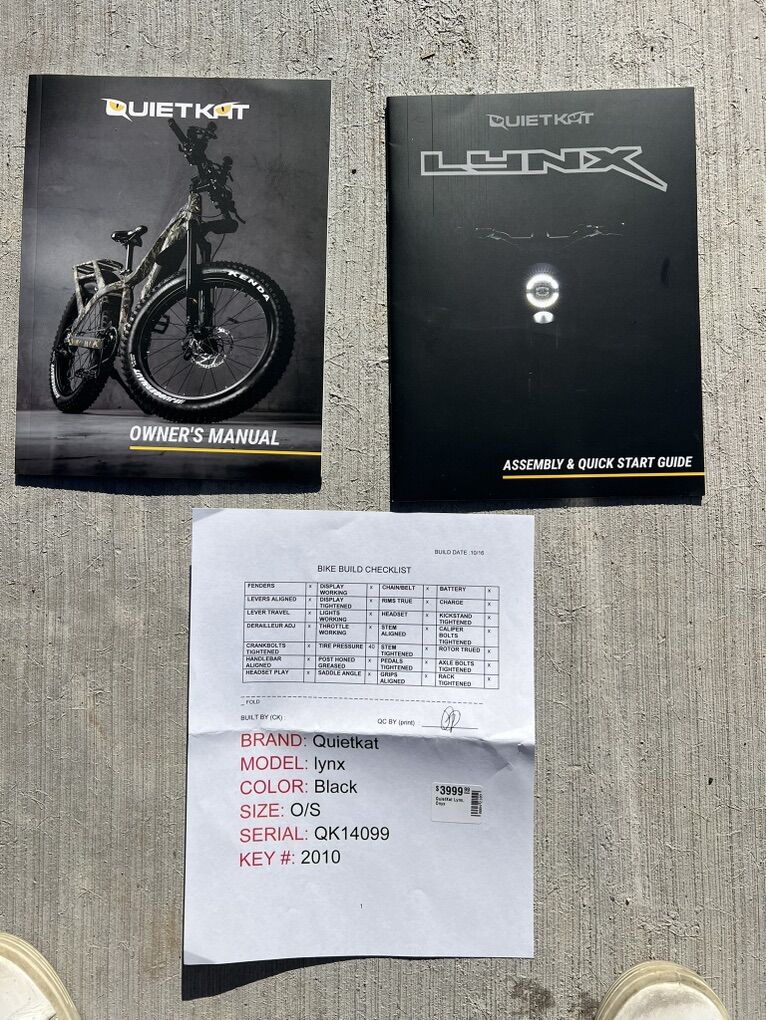 QUIETKAT
KENDA
OWNER'S MANUAL
QUIETKAT
LYNX
ASSEMBLY & QUICK START GUIDE
BUILD DATE :10/16
BIKE BUILD CHECKLIST
FENDERS x DISPLAY WORKING x CHAIN/BELT x BATTERY x
LEVERS ALIGNED x DISPLAY TIGHTENED x RIMS TRUE x CHARGE x
LEVER TRAVEL x LIGHTS WORKING x HEADSET x KICKSTAND TIGHTENED x
DERAILLEUR ADJ x THROTTLE WORKING x STEM ALIGNED x CALIPER BOLTS TIGHTENED x
CRANKBOLTS TIGHTENED x TIRE PRESSURE 40 STEM TIGHTENED x ROTOR TRUED x
HANDLEBAR ALIGNED x POST HONED GREASED x PEDALS TIGHTENED x AXLE BOLTS TIGHTENED x
HEADSET PLAY x SADDLE ANGLE x GRIPS ALIGNED x RACK TIGHTENED x
_ FOLD
BUILT BY (CK) QC BY (print)
BRAND: Quietkat
MODEL: lynx
COLOR: Black
SIZE: O/S
SERIAL: QK14099
KEY #: 2010
$3999
QuietKat Lynx,
Onyx
1